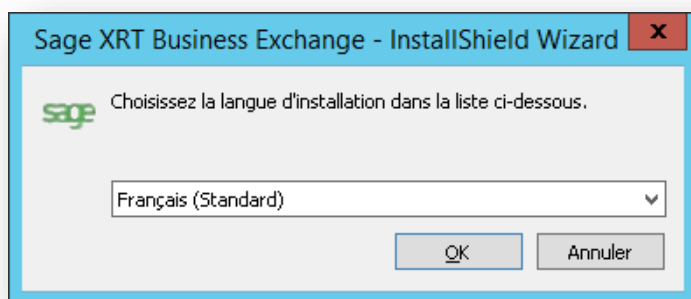 Sage XRT Business Exchange - InstallShield Wizard
x
sage
Choisissez la langue d'installation dans la liste ci-dessous.
Français (Standard)
OK
Annuler